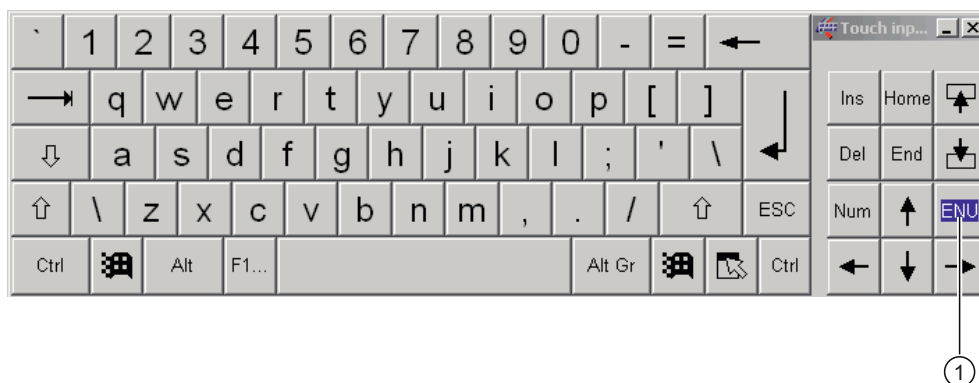 ` 1 2 3 4 5 6 7 8 9 0 - = Touch inp...
q w e r t y u i o p [ ] Ins Home
a s d f g h j k l ; ' \ Del End
\ z x c v b n m , . / ESC Num ENU
Ctrl Alt F1... Alt Gr Ctrl
1